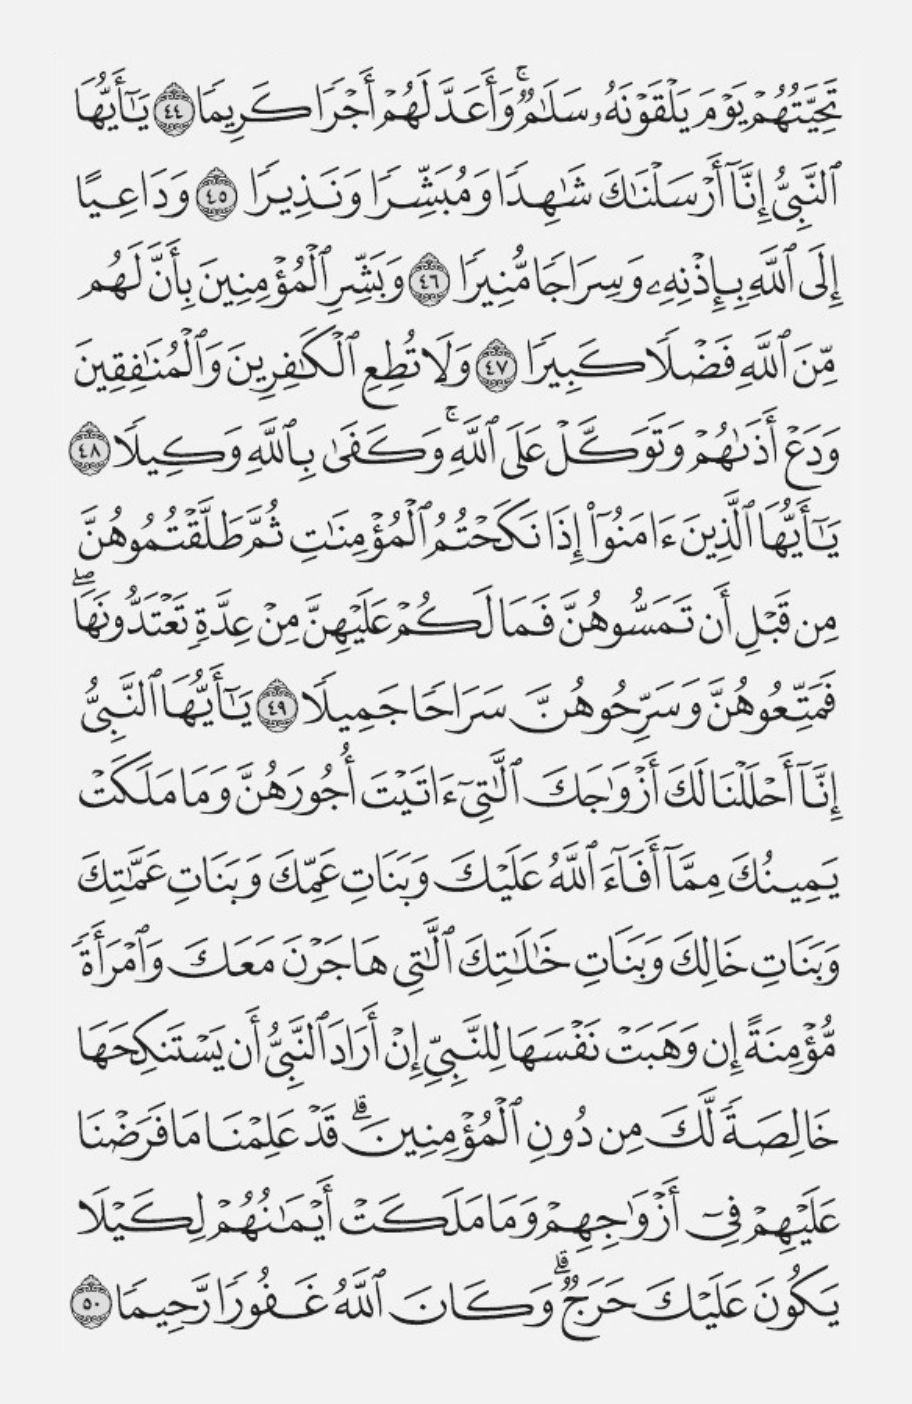 تَحِيَّتُهُمۡ يَوۡمَ يَلۡقَوۡنَهُۥ سَلَٰمٞۚ وَأَعَدَّ لَهُمۡ أَجۡرٗا كَرِيمٗا ٤٤ يَٰٓأَيُّهَا
ٱلنَّبِيُّ إِنَّآ أَرۡسَلۡنَٰكَ شَٰهِدٗا وَمُبَشِّرٗا وَنَذِيرٗا ٤٥ وَدَاعِيًا
إِلَى ٱللَّهِ بِإِذۡنِهِۦ وَسِرَاجٗا مُّنِيرٗا ٤٦ وَبَشِّرِ ٱلۡمُؤۡمِنِينَ بِأَنَّ لَهُم
مِّنَ ٱللَّهِ فَضۡلٗا كَبِيرٗا ٤٧ وَلَا تُطِعِ ٱلۡكَٰفِرِينَ وَٱلۡمُنَٰفِقِينَ
وَدَعۡ أَذَىٰهُمۡ وَتَوَكَّلۡ عَلَى ٱللَّهِۚ وَكَفَىٰ بِٱللَّهِ وَكِيلٗا ٤٨
يَٰٓأَيُّهَا ٱلَّذِينَ ءَامَنُوٓاْ إِذَا نَكَحۡتُمُ ٱلۡمُؤۡمِنَٰتِ ثُمَّ طَلَّقۡتُمُوهُنَّ
مِن قَبۡلِ أَن تَمَسُّوهُنَّ فَمَا لَكُمۡ عَلَيۡهِنَّ مِنۡ عِدَّةٖ تَعۡتَدُّونَهَاۖ
فَمَتِّعُوهُنَّ وَسَرِّحُوهُنَّ سَرَاحٗا جَمِيلٗا ٤٩ يَٰٓأَيُّهَا ٱلنَّبِيُّ
إِنَّآ أَحۡلَلۡنَا لَكَ أَزۡوَٰجَكَ ٱلَّٰتِيٓ ءَاتَيۡتَ أُجُورَهُنَّ وَمَا مَلَكَتۡ
يَمِينُكَ مِمَّآ أَفَآءَ ٱللَّهُ عَلَيۡكَ وَبَنَاتِ عَمِّكَ وَبَنَاتِ عَمَّٰتِكَ
وَبَنَاتِ خَالِكَ وَبَنَاتِ خَٰلَٰتِكَ ٱلَّٰتِي هَاجَرۡنَ مَعَكَ وَٱمۡرَأَةٗ
مُّؤۡمِنَةً إِن وَهَبَتۡ نَفۡسَهَا لِلنَّبِيِّ إِنۡ أَرَادَ ٱلنَّبِيُّ أَن يَسۡتَنكِحَهَا
خَالِصَةٗ لَّكَ مِن دُونِ ٱلۡمُؤۡمِنِينَۗ قَدۡ عَلِمۡنَا مَا فَرَضۡنَا
عَلَيۡهِمۡ فِيٓ أَزۡوَٰجِهِمۡ وَمَا مَلَكَتۡ أَيۡمَٰنُهُمۡ لِكَيۡلَا
يَكُونَ عَلَيۡكَ حَرَجٞۗ وَكَانَ ٱللَّهُ غَفُورٗا رَّحِيمٗا ٥٠